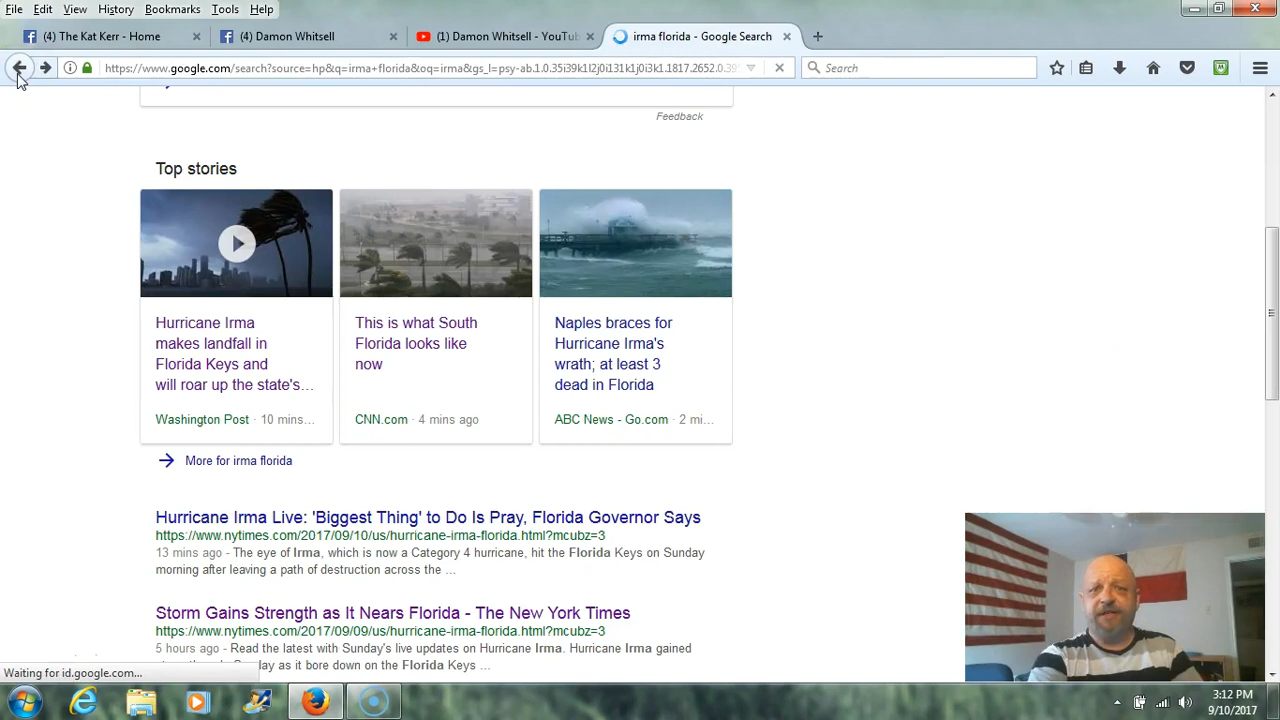 File Edit View History Bookmarks Tools Help
(4) The Kat Kerr - Home × (4) Damon Whitsell × (1) Damon Whitsell - YouTub × irma florida - Google Search × +
https://www.google.com/search?source=hp&q=irma+florida&oq=irma&gs_l=psy-ab.1.0.35i39k1l2j0i131k1j0i3k1.1817.2652.0.39 Search
Feedback
Top stories
Hurricane Irma
makes landfall in
Florida Keys and
will roar up the state's...
Washington Post · 10 mins...
This is what South
Florida looks like
now
CNN.com · 4 mins ago
Naples braces for
Hurricane Irma's
wrath; at least 3
dead in Florida
ABC News - Go.com · 2 mi...
More for irma florida
Hurricane Irma Live: 'Biggest Thing' to Do Is Pray, Florida Governor Says
https://www.nytimes.com/2017/09/10/us/hurricane-irma-florida.html?mcubz=3
13 mins ago - The eye of Irma, which is now a Category 4 hurricane, hit the Florida Keys on Sunday
morning after leaving a path of destruction across the ...
Storm Gains Strength as It Nears Florida - The New York Times
https://www.nytimes.com/2017/09/09/us/hurricane-irma-florida.html?mcubz=3
5 hours ago - Read the latest with Sunday's live updates on Hurricane Irma. Hurricane Irma gained
day as it bore down on the Florida Keys ...
Waiting for id.google.com...
3:12 PM
9/10/2017